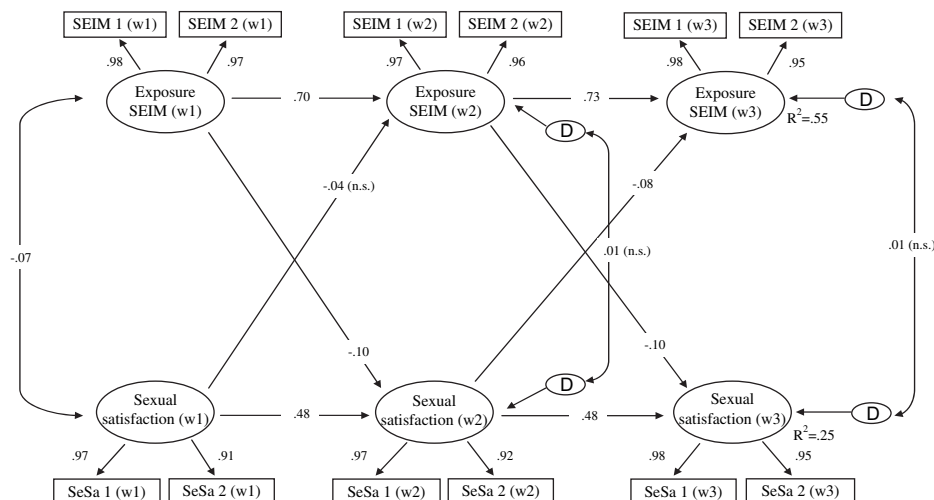 SEIM 1 (w1)
SEIM 2 (w1)
SEIM 1 (w2)
SEIM 2 (w2)
SEIM 1 (w3)
SEIM 2 (w3)
.98
.97
.97
.96
.98
.95
Exposure
SEIM (w1)
.70
Exposure
SEIM (w2)
.73
Exposure
SEIM (w3)
D
R²=.55
D
-.04 (n.s.)
-.08
-.07
.01 (n.s.)
.01 (n.s.)
-.10
-.10
D
Sexual
satisfaction (w1)
.48
Sexual
satisfaction (w2)
.48
Sexual
satisfaction (w3)
D
R²=.25
.97
.91
.97
.92
.98
.95
SeSa 1 (w1)
SeSa 2 (w1)
SeSa 1 (w2)
SeSa 2 (w2)
SeSa 1 (w3)
SeSa 2 (w3)